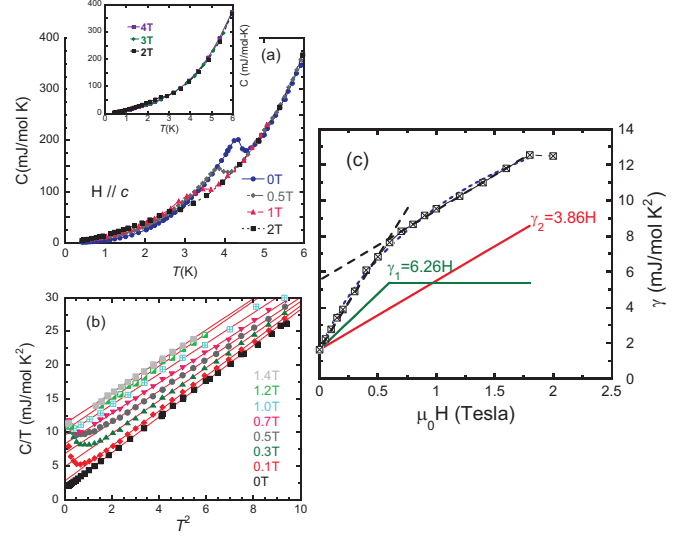 400
300
200
100
0
0 1 2 3 4 5 6
T(K)
C (mJ/mol-K)
4T
3T
2T
(a)
400
300
200
100
0
C(mJ/mol K)
H // c
0T
0.5T
1T
2T
0 1 2 3 4 5 6
T(K)
(b)
30
25
20
15
10
5
0
C/T (mJ/mol K²)
1.4T
1.2T
1.0T
0.7T
0.5T
0.3T
0.1T
0T
0 2 4 6 8 10
T²
(c)
14
12
10
8
6
4
2
0
γ (mJ/mol K²)
γ₂=3.86H
γ₁=6.26H
0 0.5 1 1.5 2 2.5
μ₀H (Tesla)